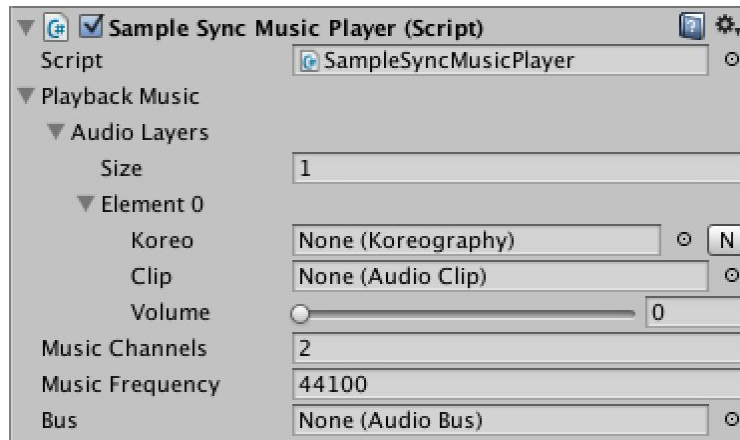 Sample Sync Music Player (Script)
Script SampleSyncMusicPlayer
Playback Music
Audio Layers
Size 1
Element 0
Koreo None (Koreography) N
Clip None (Audio Clip)
Volume 0
Music Channels 2
Music Frequency 44100
Bus None (Audio Bus)